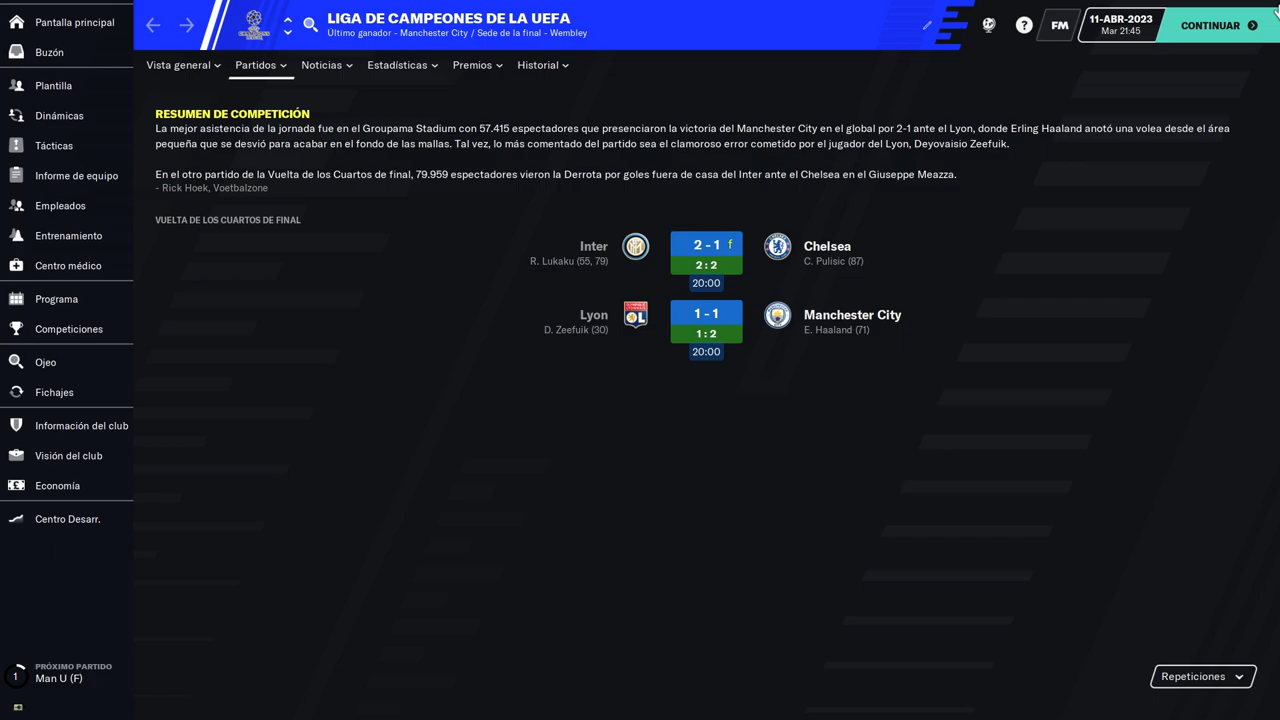 Pantalla principal
Buzón
Plantilla
Dinámicas
Tácticas
Informe de equipo
Empleados
Entrenamiento
Centro médico
Programa
Competiciones
Ojeo
Fichajes
Información del club
Visión del club
Economía
Centro Desarr.
1
PRÓXIMO PARTIDO
Man U (F)
LIGA DE CAMPEONES DE LA UEFA
Último ganador - Manchester City / Sede de la final - Wembley
?
FM
11-ABR-2023
Mar 21:45
CONTINUAR
Vista general
Partidos
Noticias
Estadísticas
Premios
Historial
RESUMEN DE COMPETICIÓN
La mejor asistencia de la jornada fue en el Groupama Stadium con 57.415 espectadores que presenciaron la victoria del Manchester City en el global por 2-1 ante el Lyon, donde Erling Haaland anotó una volea desde el área
pequeña que se desvió para acabar en el fondo de las mallas. Tal vez, lo más comentado del partido sea el clamoroso error cometido por el jugador del Lyon, Deyovaisio Zeefuik.
En el otro partido de la Vuelta de los Cuartos de final, 79.959 espectadores vieron la Derrota por goles fuera de casa del Inter ante el Chelsea en el Giuseppe Meazza.
- Rick Hoek, Voetbalzone
VUELTA DE LOS CUARTOS DE FINAL
Inter 2 - 1 f Chelsea
R. Lukaku (55, 79) 2 : 2 C. Pulisic (87)
20:00
Lyon 1 - 1 Manchester City
D. Zeefuik (30) 1 : 2 E. Haaland (71)
20:00
Repeticiones